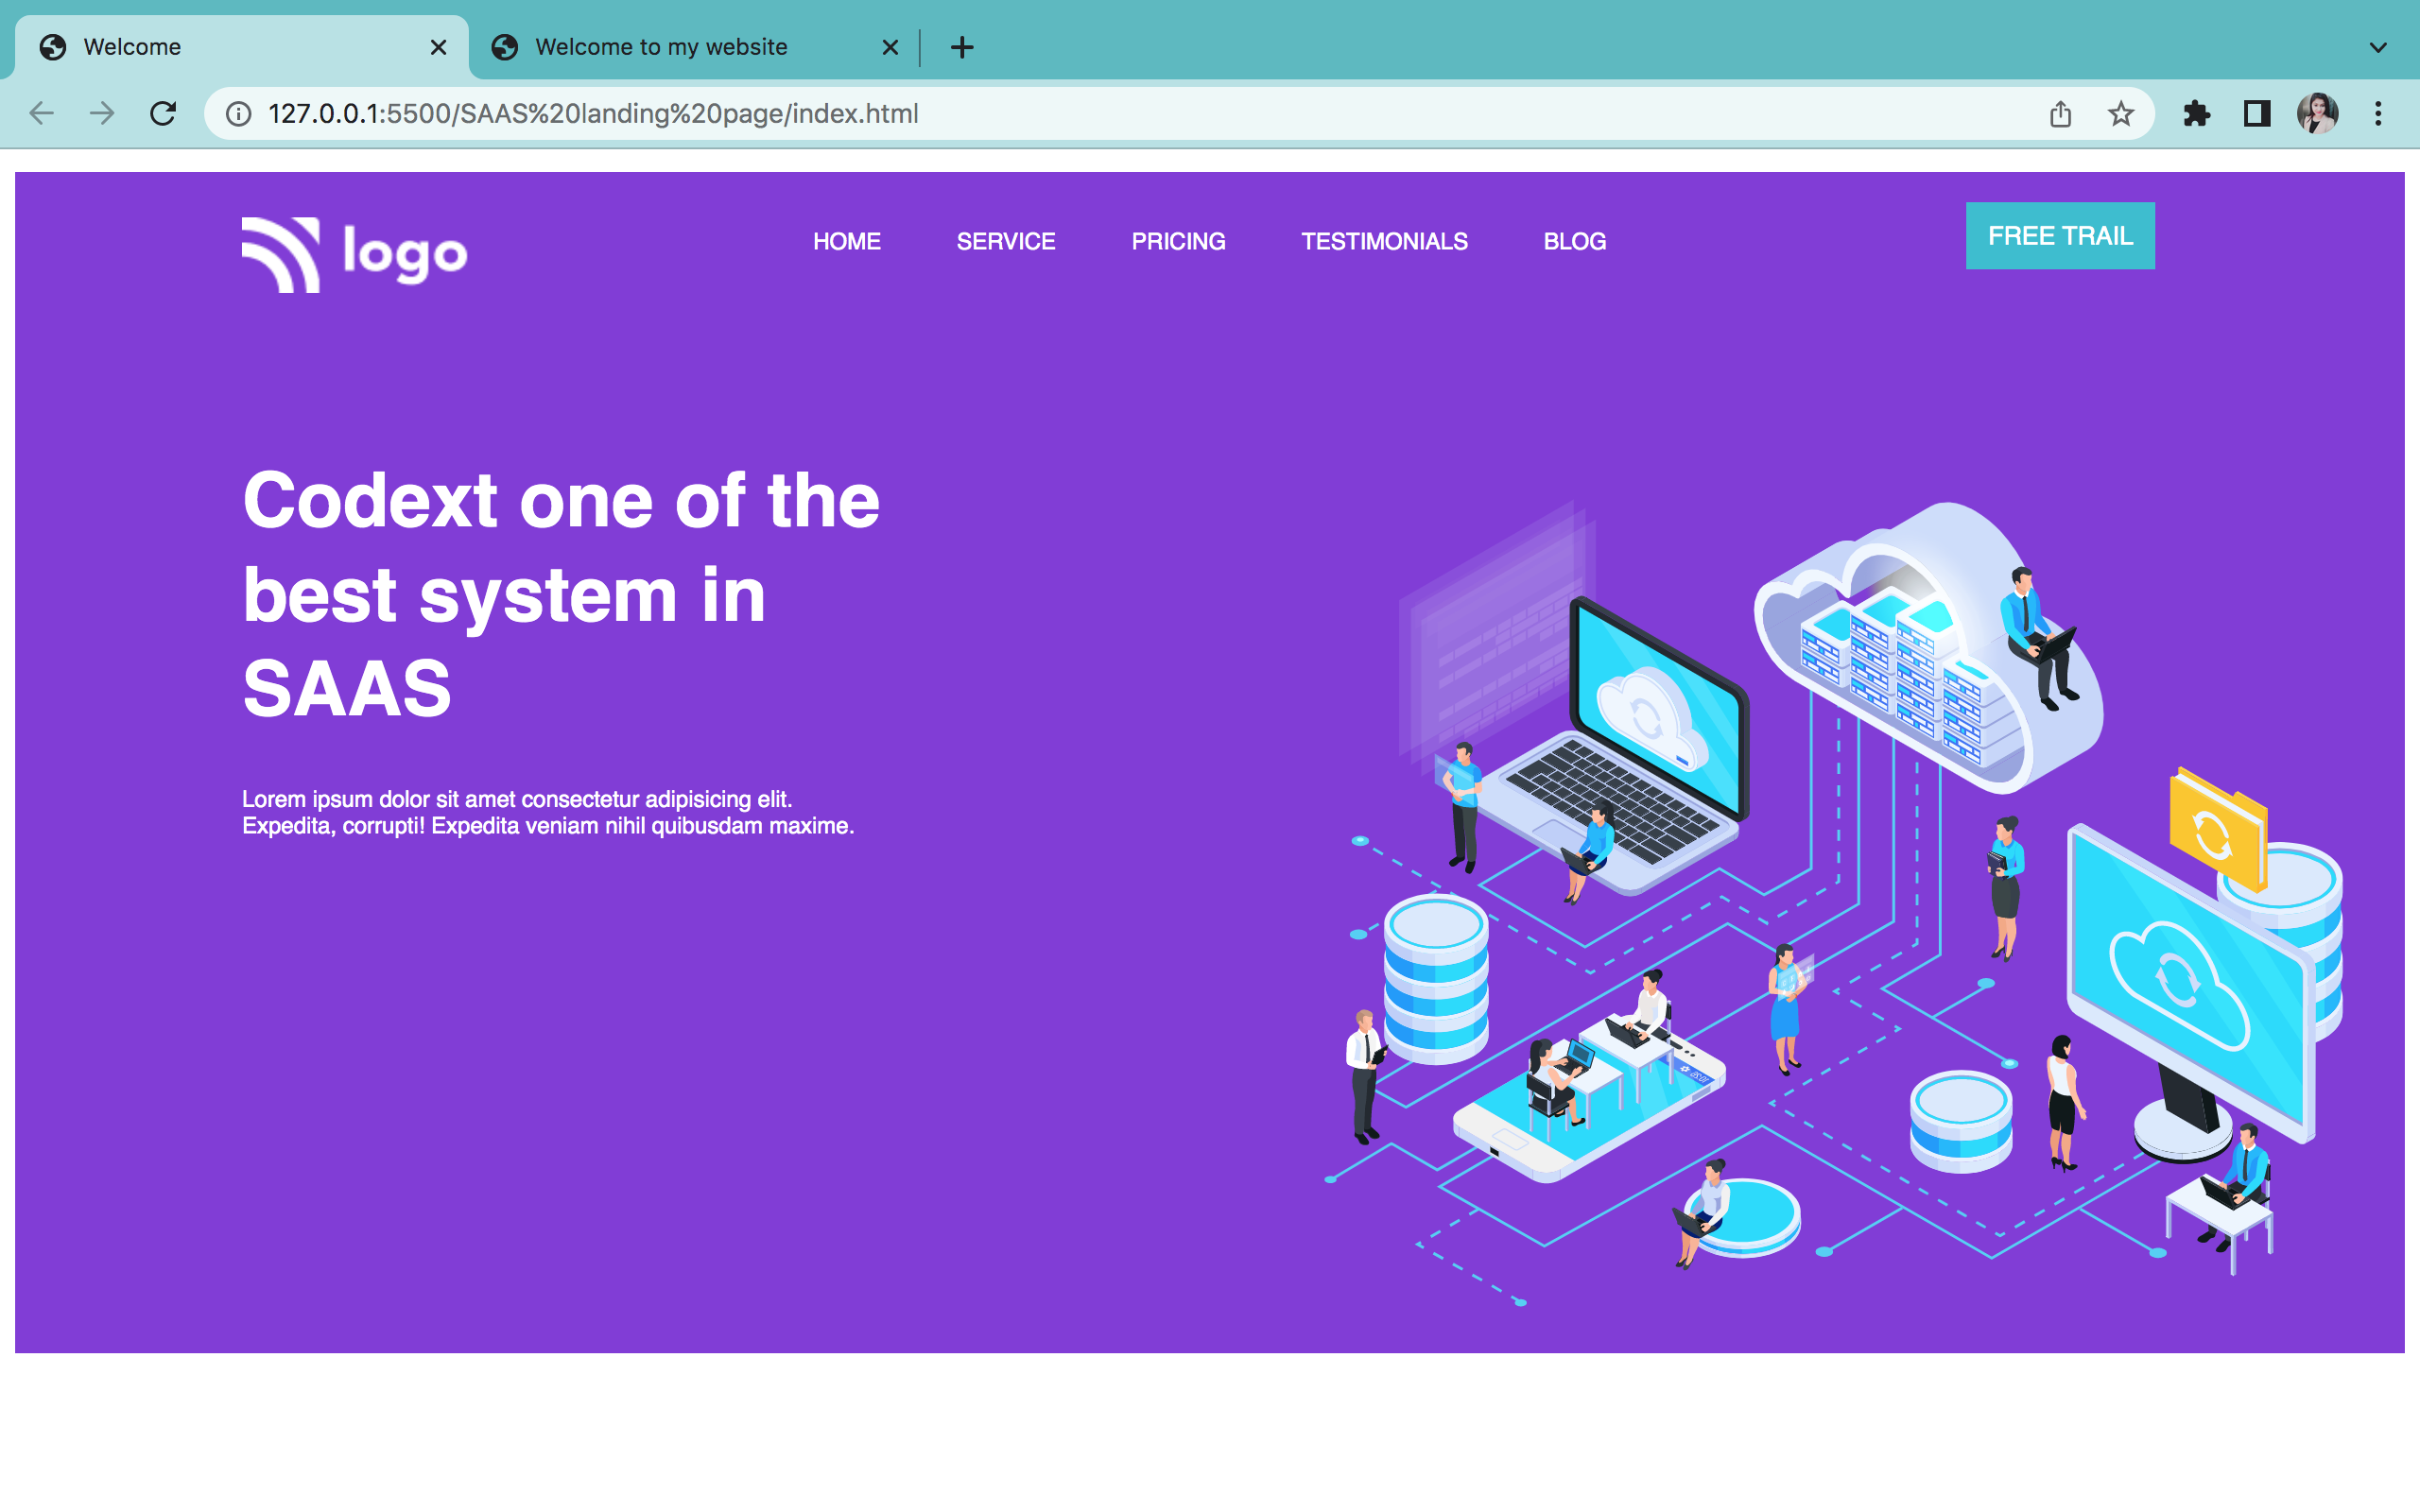 Welcome
Welcome to my website
127.0.0.1:5500/SAAS%20landing%20page/index.html
logo
HOME SERVICE PRICING TESTIMONIALS BLOG
FREE TRAIL
Codext one of the
best system in
SAAS
Lorem ipsum dolor sit amet consectetur adipisicing elit.
Expedita, corrupti! Expedita veniam nihil quibusdam maxime.